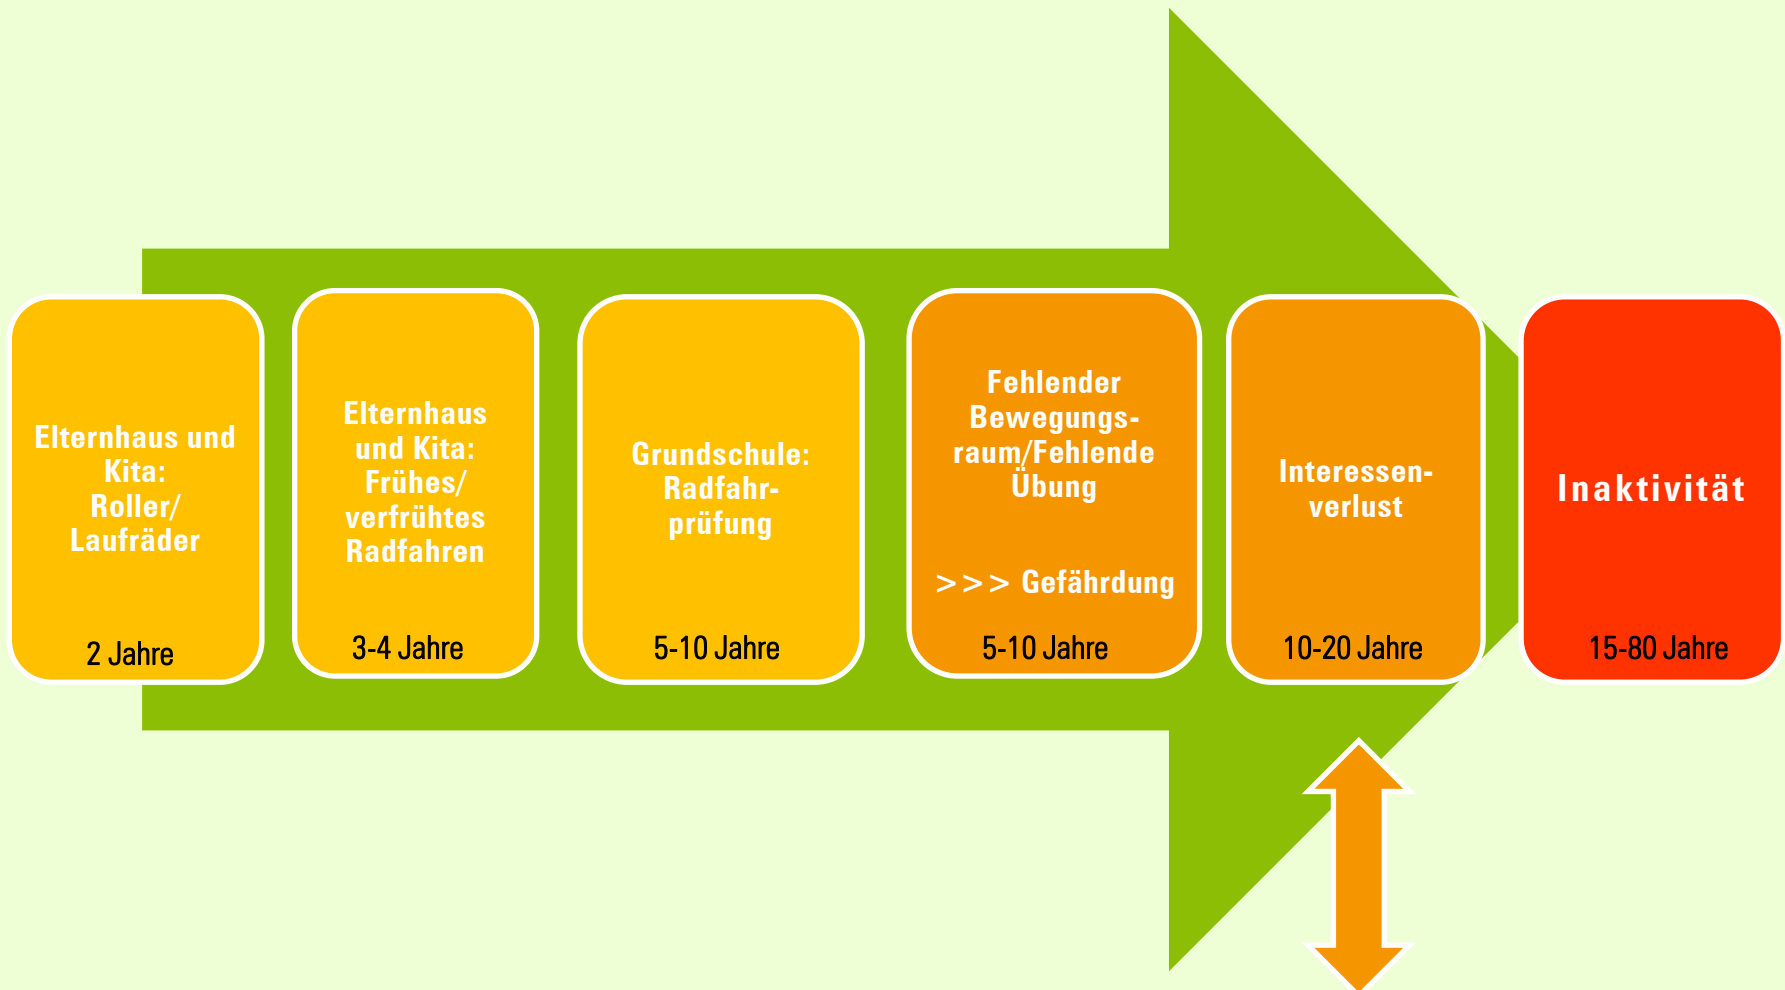 Elternhaus und
Kita:
Roller/
Laufräder
2 Jahre
Elternhaus
und Kita:
Frühes/
verfrühtes
Radfahren
3-4 Jahre
Grundschule:
Radfahr-
prüfung
5-10 Jahre
Fehlender
Bewegungs-
raum/Fehlende
Übung
>>> Gefährdung
5-10 Jahre
Interessen-
verlust
10-20 Jahre
Inaktivität
15-80 Jahre